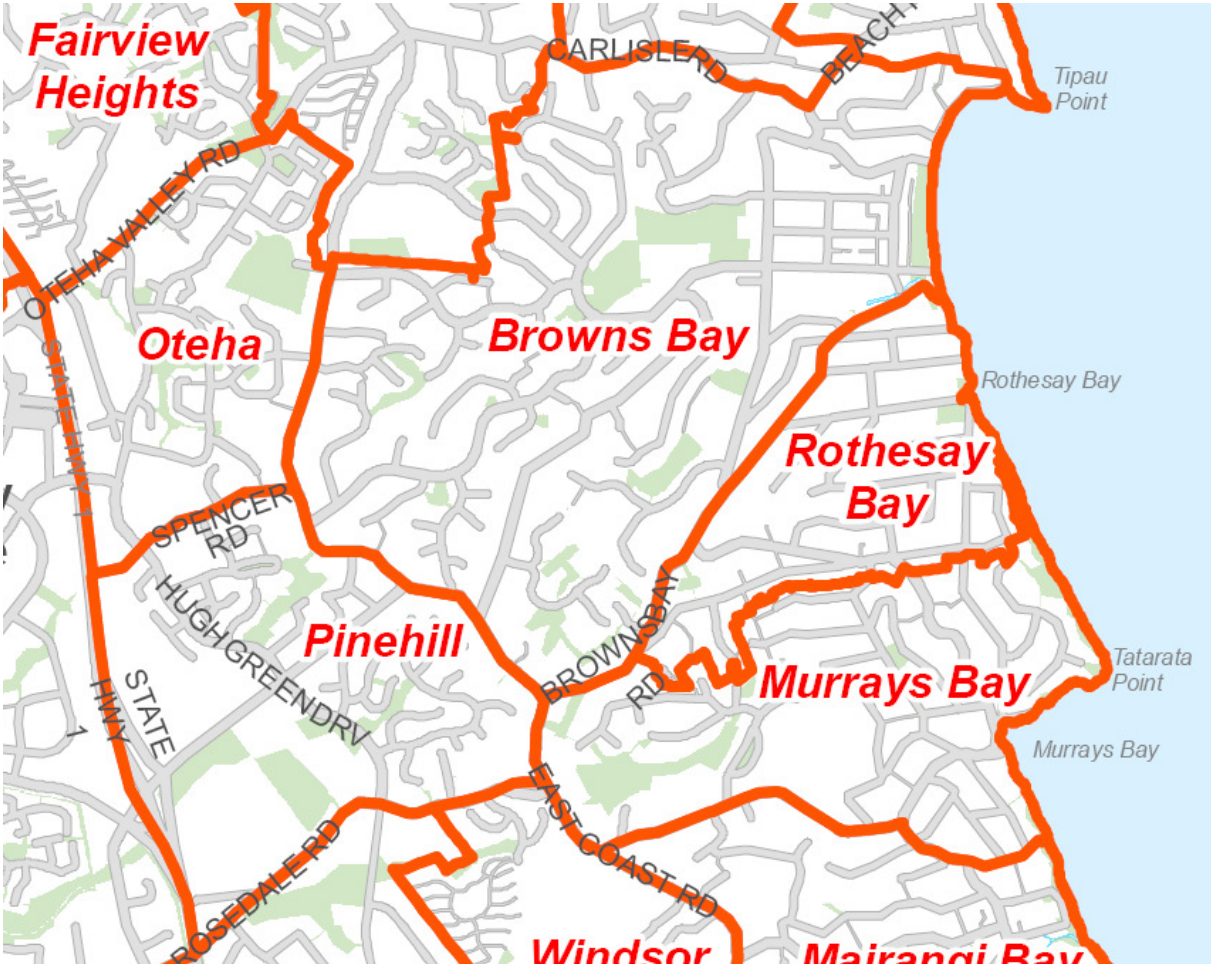 Fairview
Heights
CARLISLE RD
BEACH
Tipau
Point
OTEHA VALLEY RD
Oteha
Browns Bay
STATE HWY 1
Rothesay Bay
Rothesay
Bay
SPENCER
RD
HUGH GREEN DRV
Pinehill
BROWNS BAY
RD
Murrays Bay
Tatarata
Point
STATE
HWY
1
Murrays Bay
EAST COAST RD
ROSEDALE RD
Windsor
Mairangi Bay